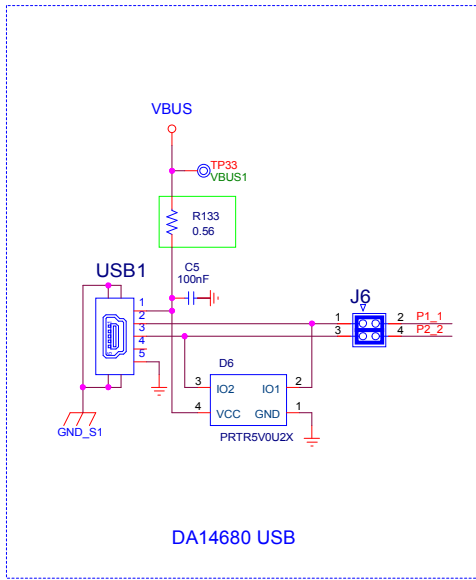 VBUS
TP33
VBUS1
R133
0.56
C5
100nF
USB1
J6
1
2
3
4
5
1
3
2
4
P1_1
P2_2
D6
3
4
IO2
IO1
VCC
GND
2
1
PRTR5V0U2X
GND_S1
DA14680 USB